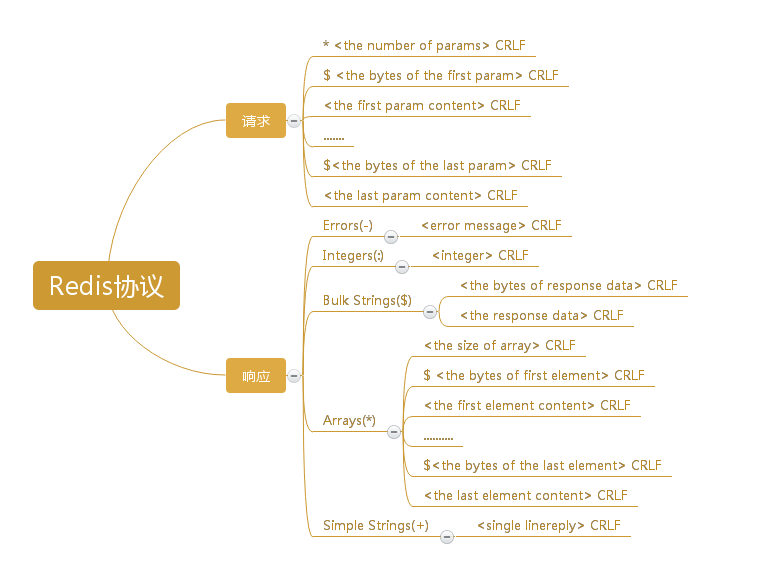 Redis协议
请求
* <the number of params> CRLF
$ <the bytes of the first param> CRLF
<the first param content> CRLF
.......
$<the bytes of the last param> CRLF
<the last param content> CRLF
响应
Errors(-)
<error message> CRLF
Integers(:)
<integer> CRLF
Bulk Strings($)
<the bytes of response data> CRLF
<the response data> CRLF
Arrays(*)
<the size of array> CRLF
$ <the bytes of first element> CRLF
<the first element content> CRLF
..........
$<the bytes of the last element> CRLF
<the last element content> CRLF
Simple Strings(+)
<single linereply> CRLF